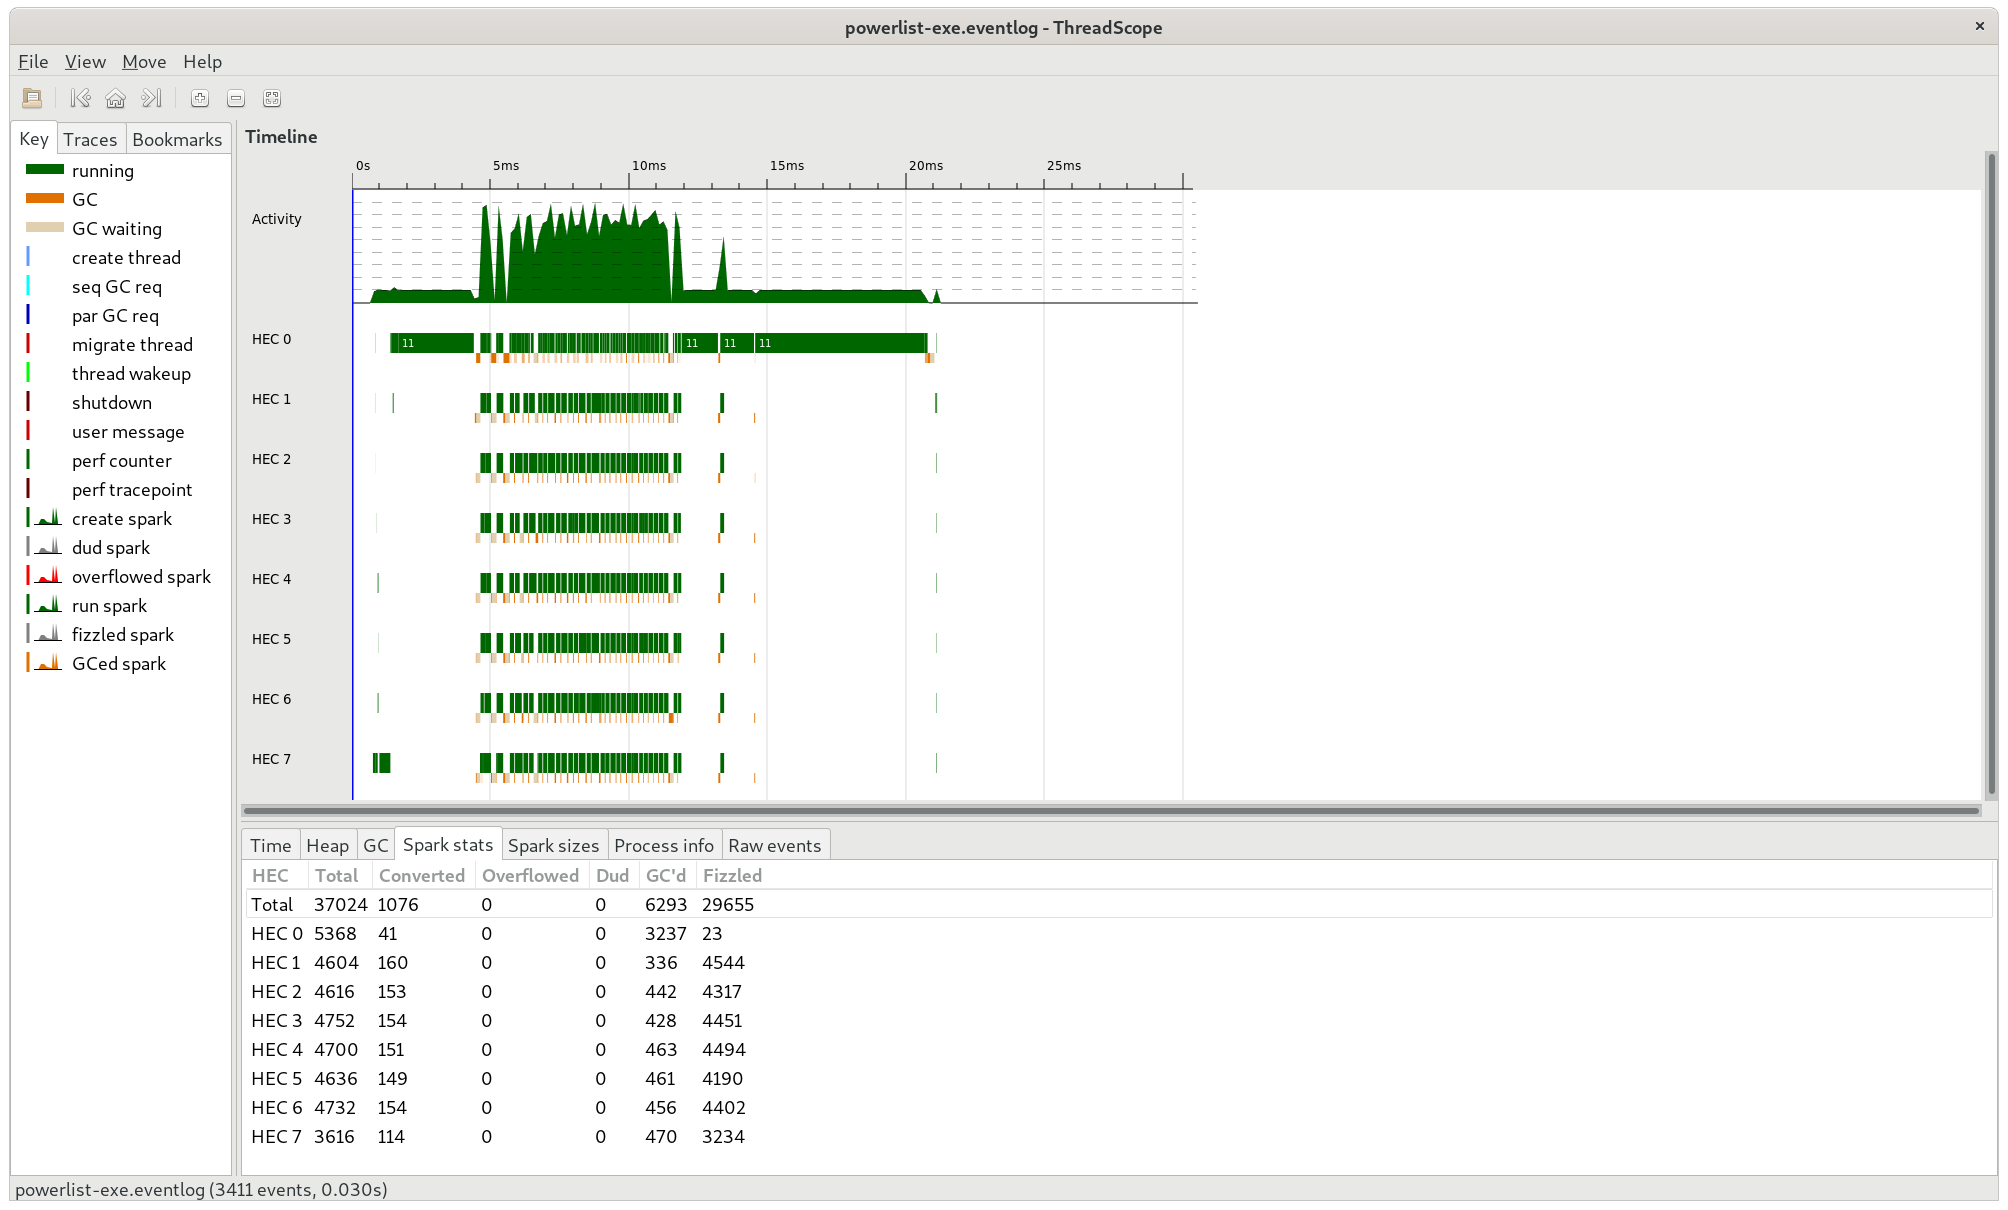 powerlist-exe.eventlog - ThreadScope
File View Move Help
Key Traces Bookmarks
running
GC
GC waiting
create thread
seq GC req
par GC req
migrate thread
thread wakeup
shutdown
user message
perf counter
perf tracepoint
create spark
dud spark
overflowed spark
run spark
fizzled spark
GCed spark
Timeline
0s 5ms 10ms 15ms 20ms 25ms
Activity
HEC 0 11 11 11 11
HEC 1
HEC 2
HEC 3
HEC 4
HEC 5
HEC 6
HEC 7
Time Heap GC Spark stats Spark sizes Process info Raw events
HEC Total Converted Overflowed Dud GC'd Fizzled
Total 37024 1076 0 0 6293 29655
HEC 0 5368 41 0 0 3237 23
HEC 1 4604 160 0 0 336 4544
HEC 2 4616 153 0 0 442 4317
HEC 3 4752 154 0 0 428 4451
HEC 4 4700 151 0 0 463 4494
HEC 5 4636 149 0 0 461 4190
HEC 6 4732 154 0 0 456 4402
HEC 7 3616 114 0 0 470 3234
powerlist-exe.eventlog (3411 events, 0.030s)